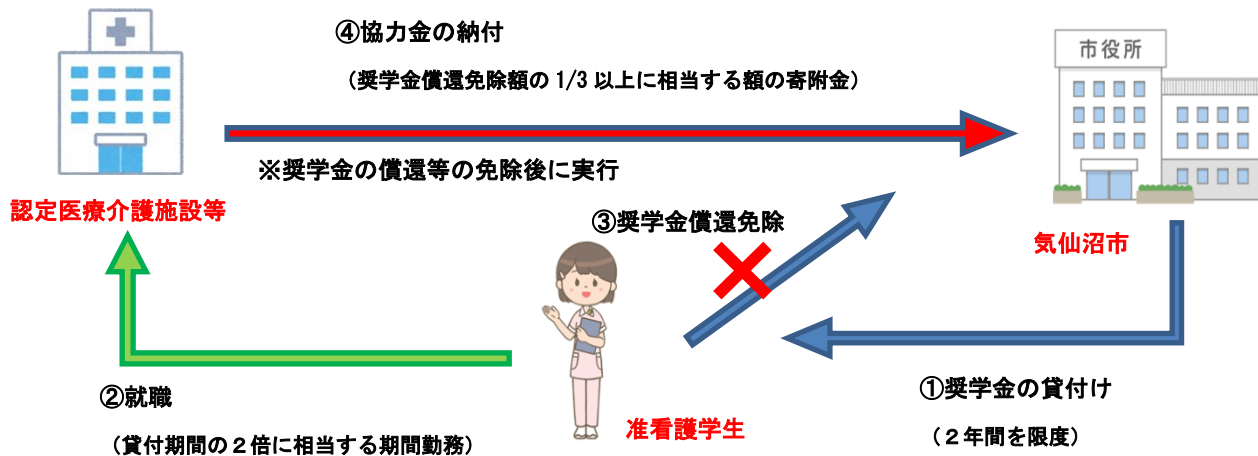 ④協力金の納付
（奨学金償還免除額の 1/3 以上に相当する額の寄附金）
市役所
※奨学金の償還等の免除後に実行
認定医療介護施設等
③奨学金償還免除
気仙沼市
②就職
（貸付期間の２倍に相当する期間勤務）
准看護学生
①奨学金の貸付け
（２年間を限度）